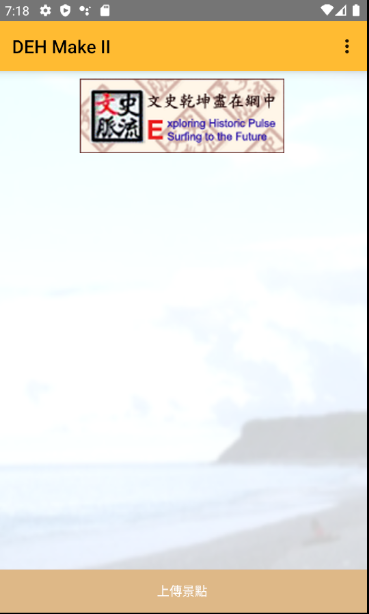 7:18
DEH Make II
文史脈流
文史乾坤盡在網中
Exploring Historic Pulse
Surfing to the Future
上傳景點